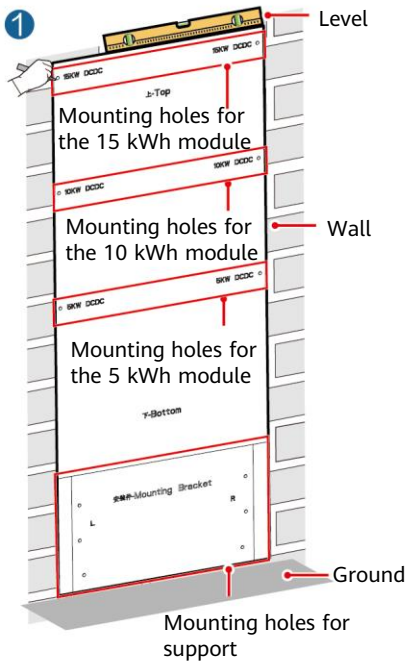 1
Level
15KW DCDC
15KW DCDC
上-Top
Mounting holes for
the 15 kWh module
10KW DCDC
10KW DCDC
Mounting holes for
the 10 kWh module
Wall
5KW DCDC
5KW DCDC
Mounting holes for
the 5 kWh module
下-Bottom
安装件-Mounting Bracket
L
R
Ground
Mounting holes for
support